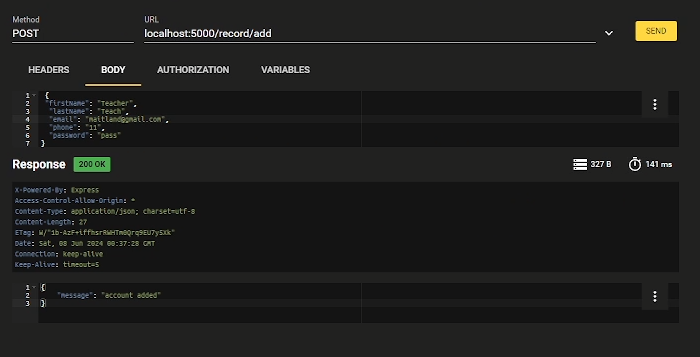 Method
URL
POST
localhost:5000/record/add
SEND
HEADERS
BODY
AUTHORIZATION
VARIABLES
1 {
2 "firstName": "Teacher",
3 "lastName": "Teach",
4 "email": "maitland@gmail.com",
5 "phone": "11",
6 "password": "pass"
7 }
Response 200 OK 327 B 141 ms
X-Powered-By: Express
Access-Control-Allow-Origin: *
Content-Type: application/json; charset=utf-8
Content-Length: 27
Date: Sat, 08 Jun 2024 00:37:28 GMT
Connection: keep-alive
Keep-Alive: timeout=5
1 {
2 "message": "account added"
3 }